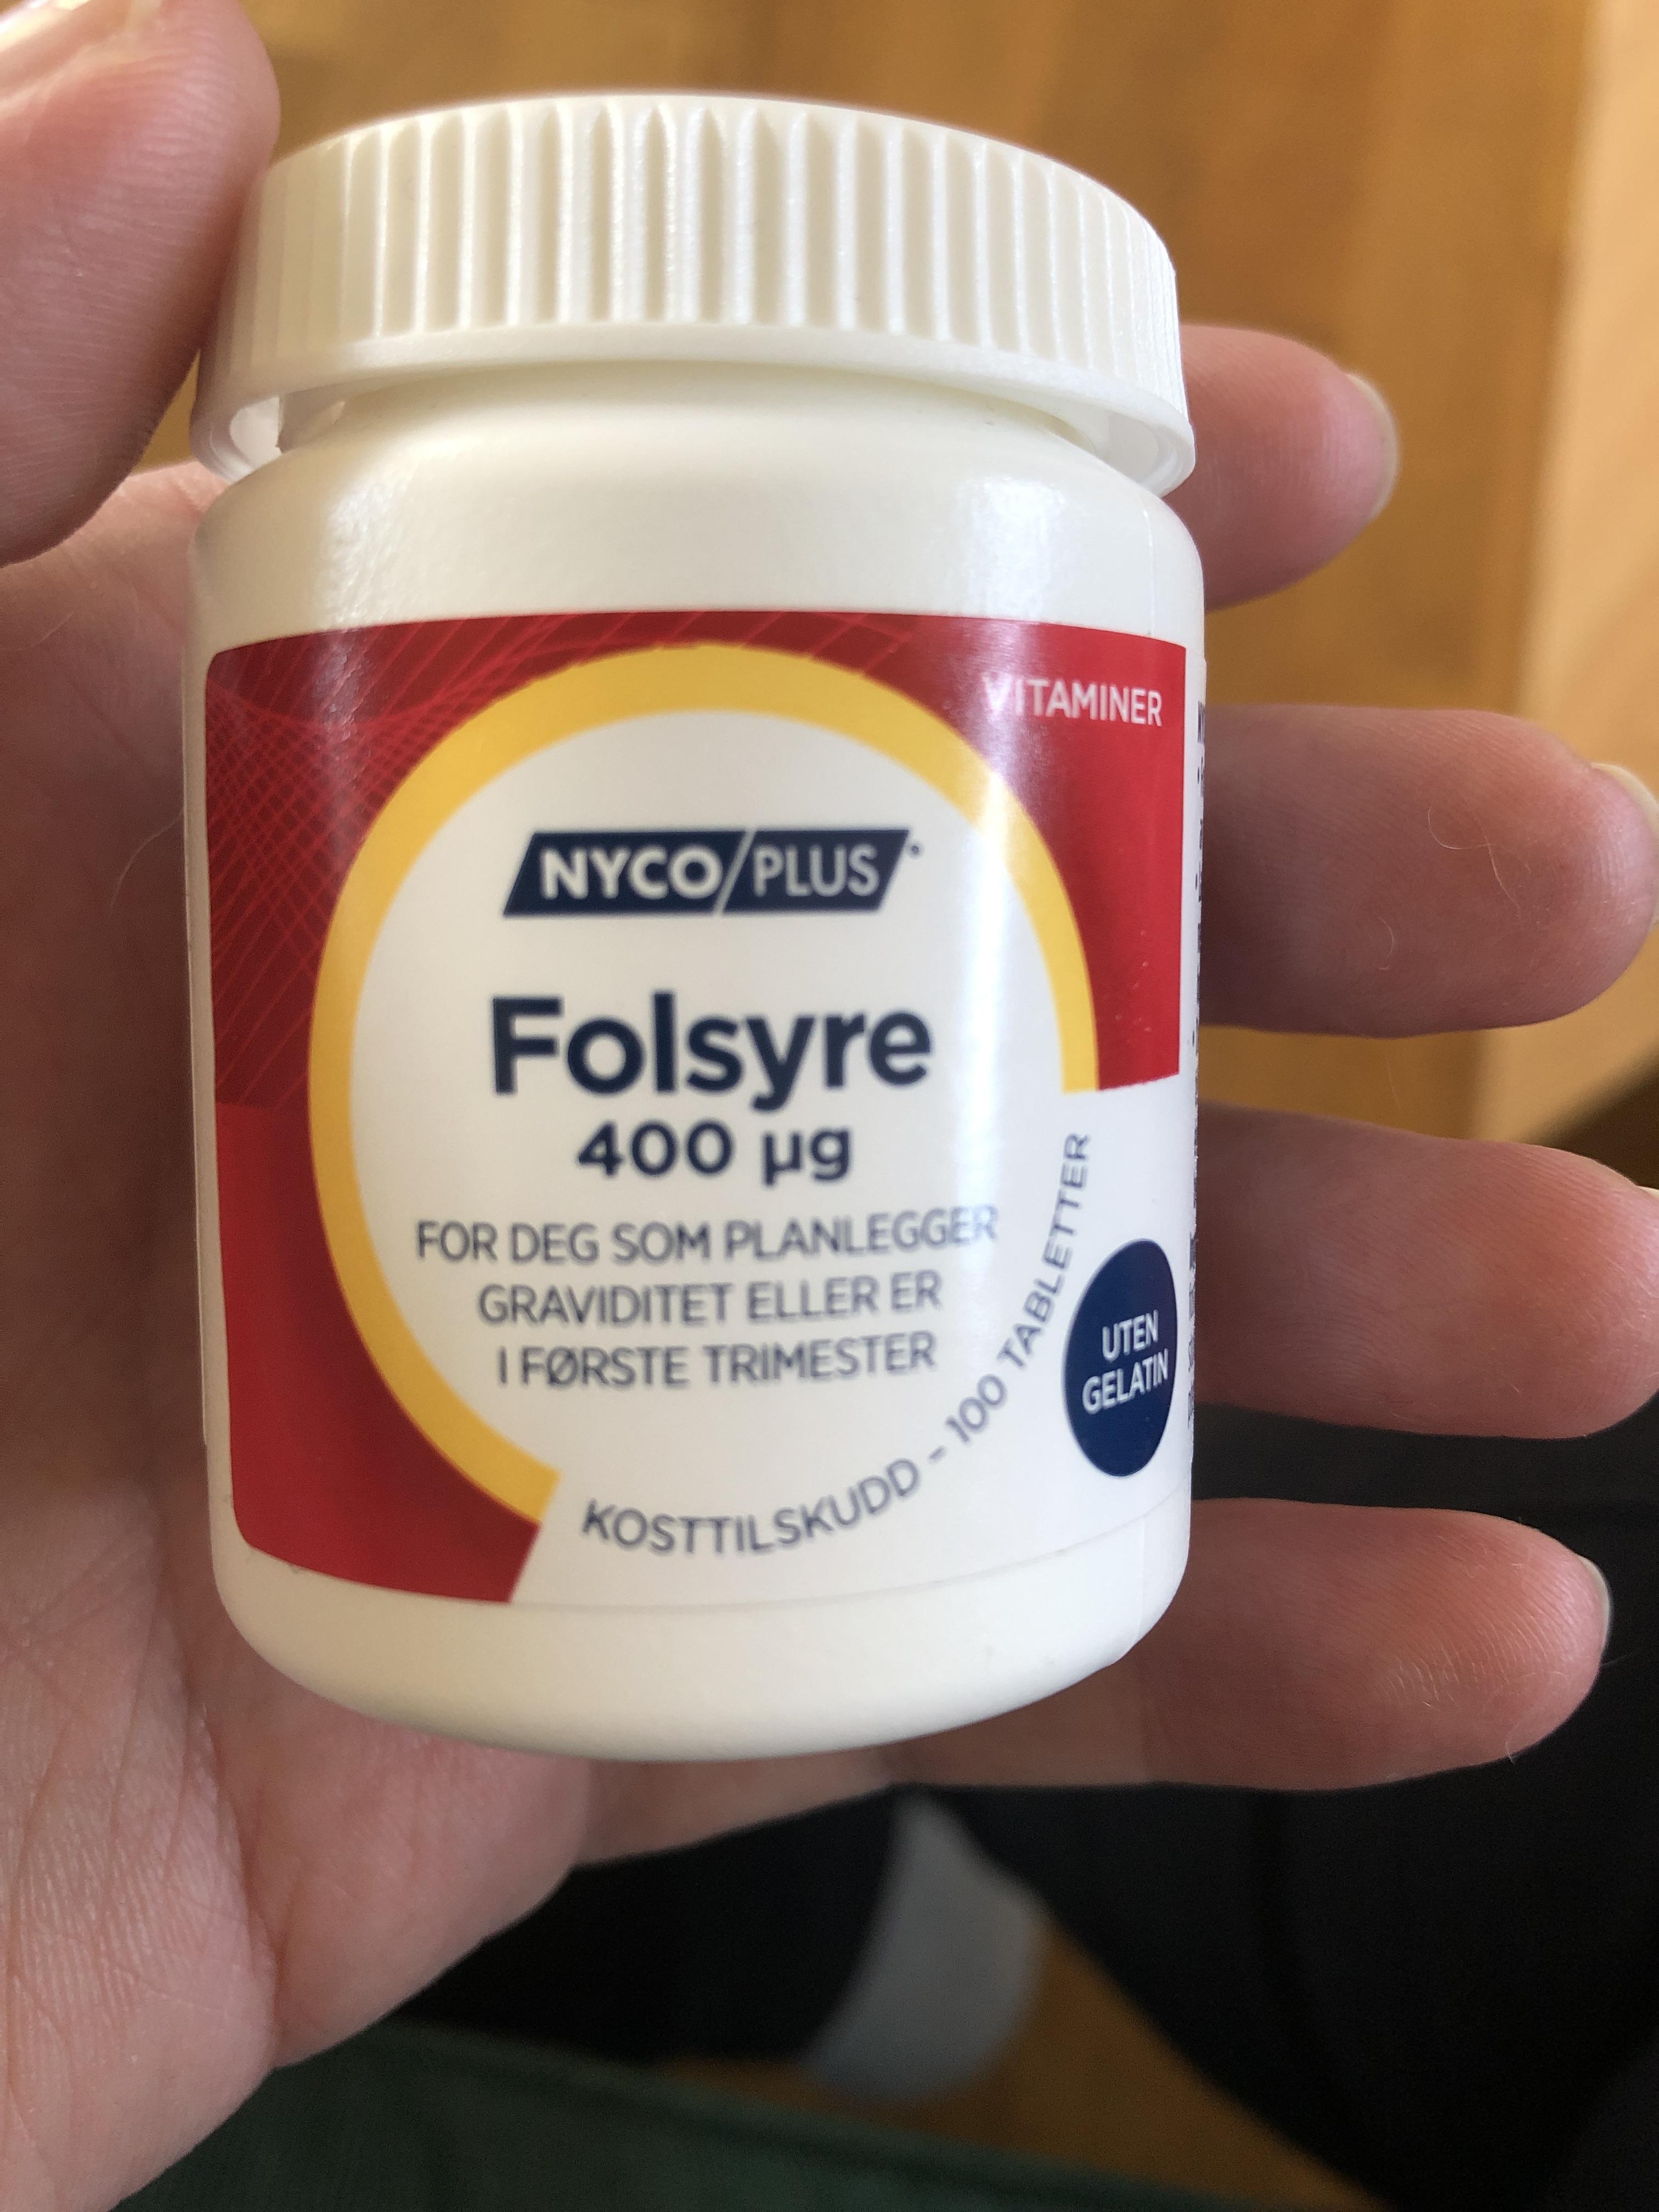 VITAMINER
NYCO/PLUS
Folsyre
400 µg
FOR DEG SOM PLANLEGGER
GRAVIDITET ELLER ER
I FØRSTE TRIMESTER
KOSTTILSKUDD – 100 TABLETTER
UTEN
GELATIN